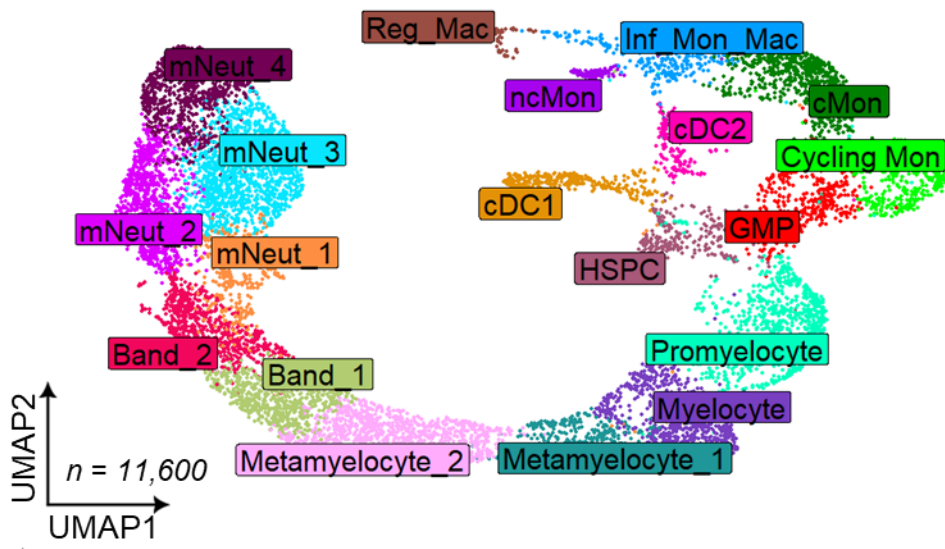 Reg_Mac
Inf_Mon_Mac
mNeut_4
ncMon
cMon
cDC2
mNeut_3
Cycling Mon
cDC1
mNeut_2
mNeut_1
GMP
HSPC
Band_2
Promyelocyte
Band_1
Myelocyte
Metamyelocyte_2
Metamyelocyte_1
UMAP2
n = 11,600
UMAP1